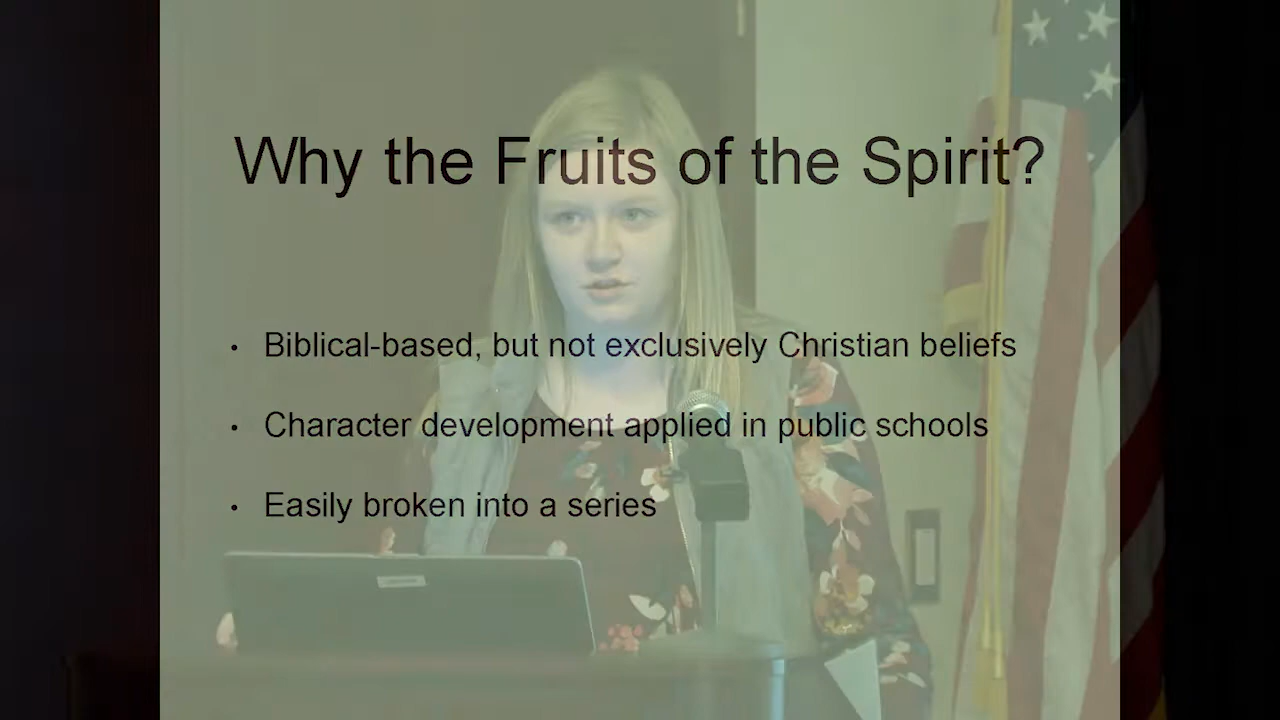 Why the Fruits of the Spirit?
• Biblical-based, but not exclusively Christian beliefs
• Character development applied in public schools
• Easily broken into a series